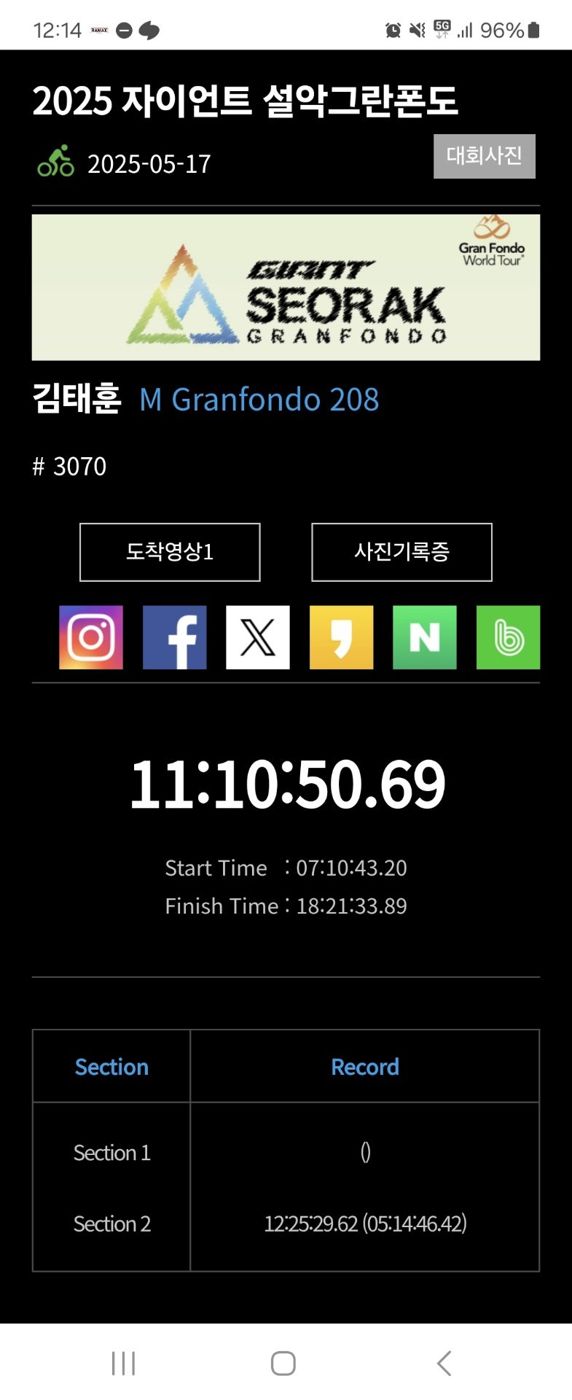 12:14 5G 96%
2025 자이언트 설악그란폰도
2025-05-17 대회사진
Gran Fondo
World Tour
GIANT
SEORAK
GRANFONDO
김태훈 M Granfondo 208
# 3070
도착영상1 사진기록증
11:10:50.69
Start Time : 07:10:43.20
Finish Time : 18:21:33.89
Section Record
Section 1 ()
Section 2 12:25:29.62 (05:14:46.42)